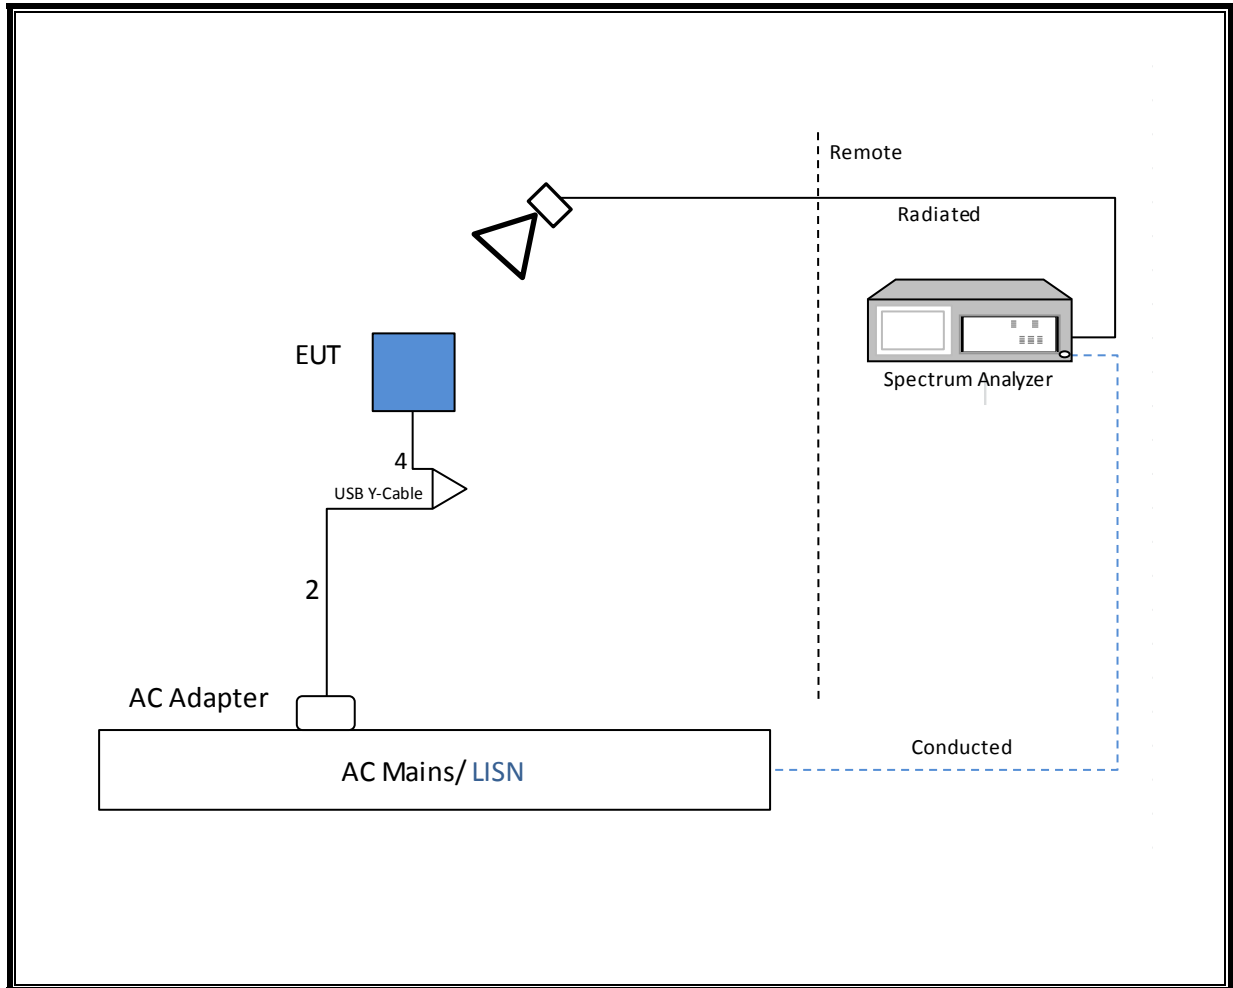 Remote
Radiated
EUT
Spectrum Analyzer
4
USB Y-Cable
2
AC Adapter
Conducted
AC Mains/ LISN